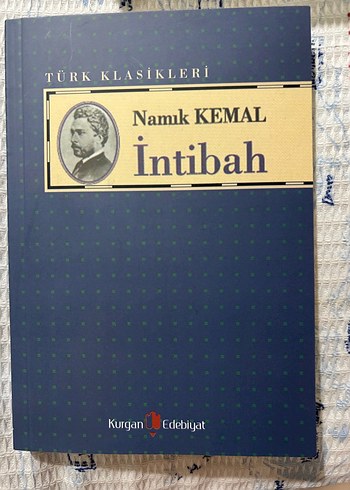 TÜRK KLASİKLERİ
Namık KEMAL
İntibah
Kurgan Edebiyat